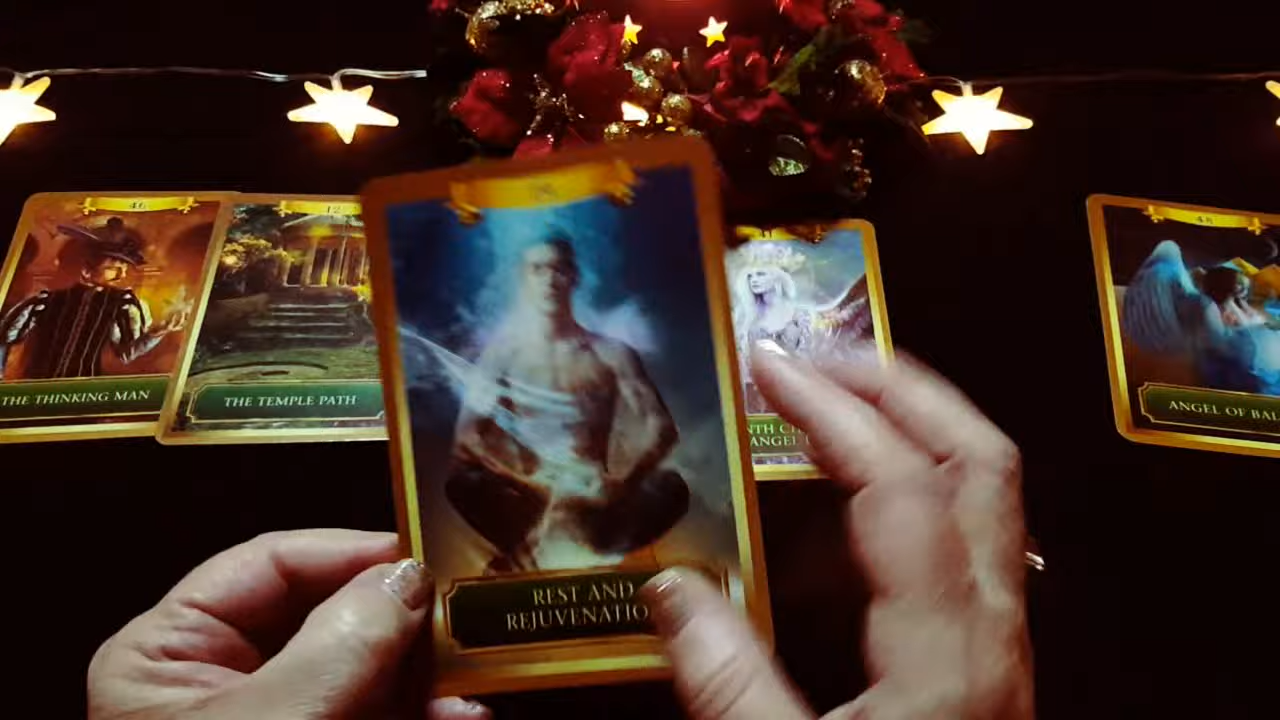 46
12
48
THE THINKING MAN
THE TEMPLE PATH
ANGEL OF BAL
NTH CH
ANGEL
REST AND
REJUVENATIO